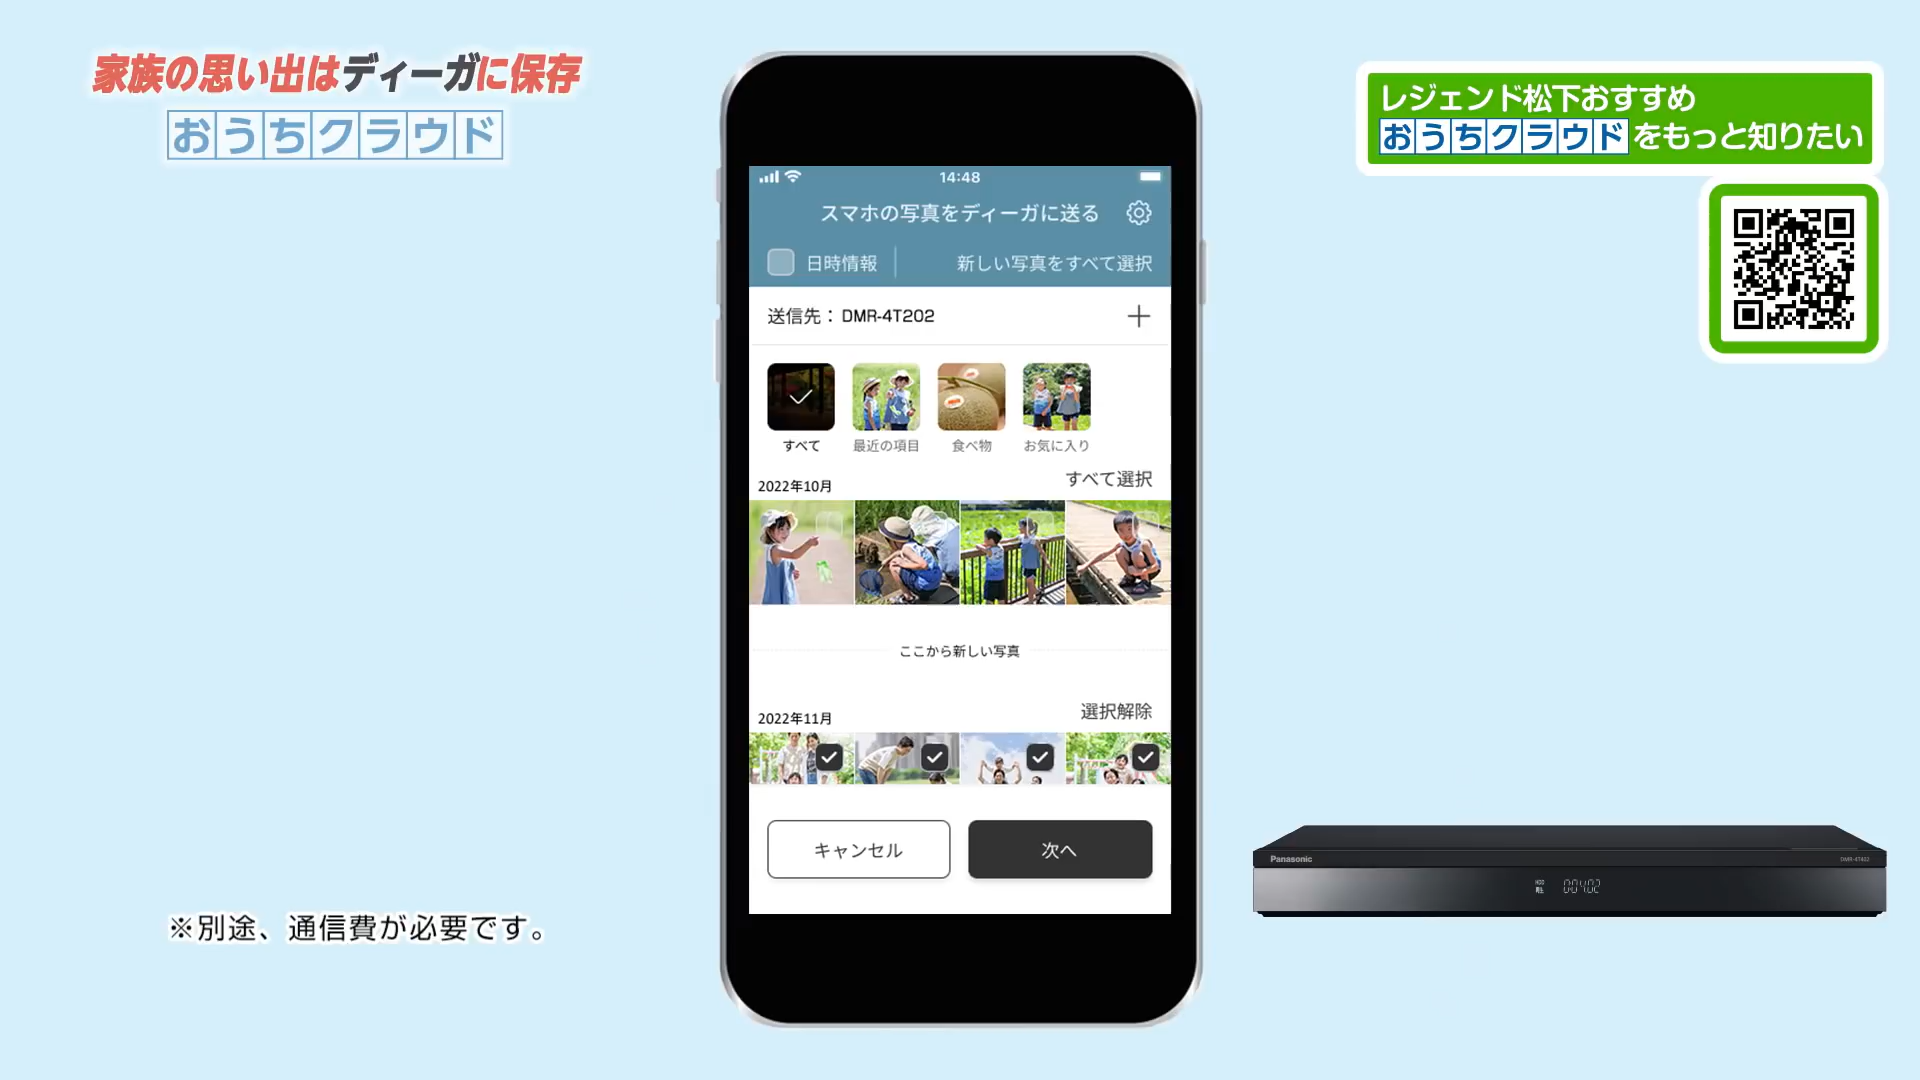 家族の思い出はディーガに保存
おうちクラウド
レジェンド松下おすすめ
おうちクラウドをもっと知りたい
14:48
スマホの写真をディーガに送る
日時情報
新しい写真をすべて選択
送信先：DMR-4T202
すべて
最近の項目
食べ物
お気に入り
2022年10月
すべて選択
ここから新しい写真
2022年11月
選択解除
キャンセル
次へ
Panasonic
※別途、通信費が必要です。